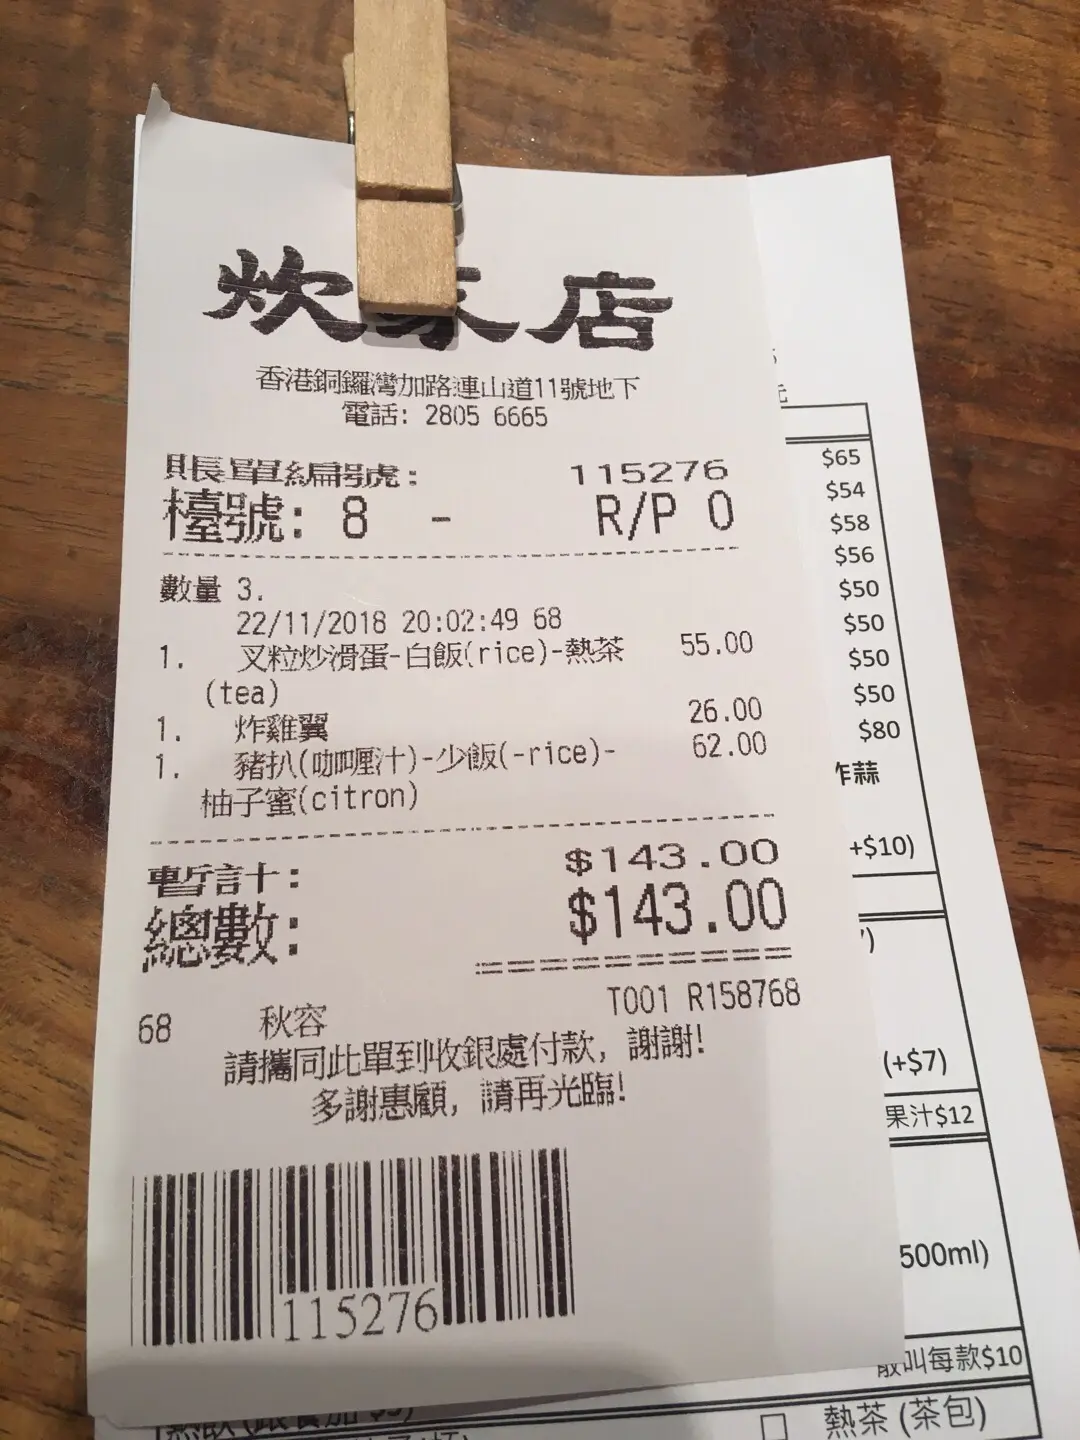 炊家店
香港銅鑼灣加路連山道11號地下
電話: 2805 6665
賬單編號: 115276
檯號: 8 - R/P 0
數量 3.
22/11/2018 20:02:49 68
1. 叉粒炒滑蛋-白飯(rice)-熱茶 55.00
(tea)
1. 炸雞翼 26.00
1. 豬扒(咖喱汁)-少飯(-rice)- 62.00
柚子蜜(citron)
暫計: $143.00
總數: $143.00
68 秋容 T001 R158768
請攜同此單到收銀處付款, 謝謝!
多謝惠顧, 請再光臨!
115276
$65
$54
$58
$56
$50
$50
$50
$50
$80
炸蒜
+$10)
(+$7)
果汁$12
500ml)
叫每款$10
熱茶 (茶包)